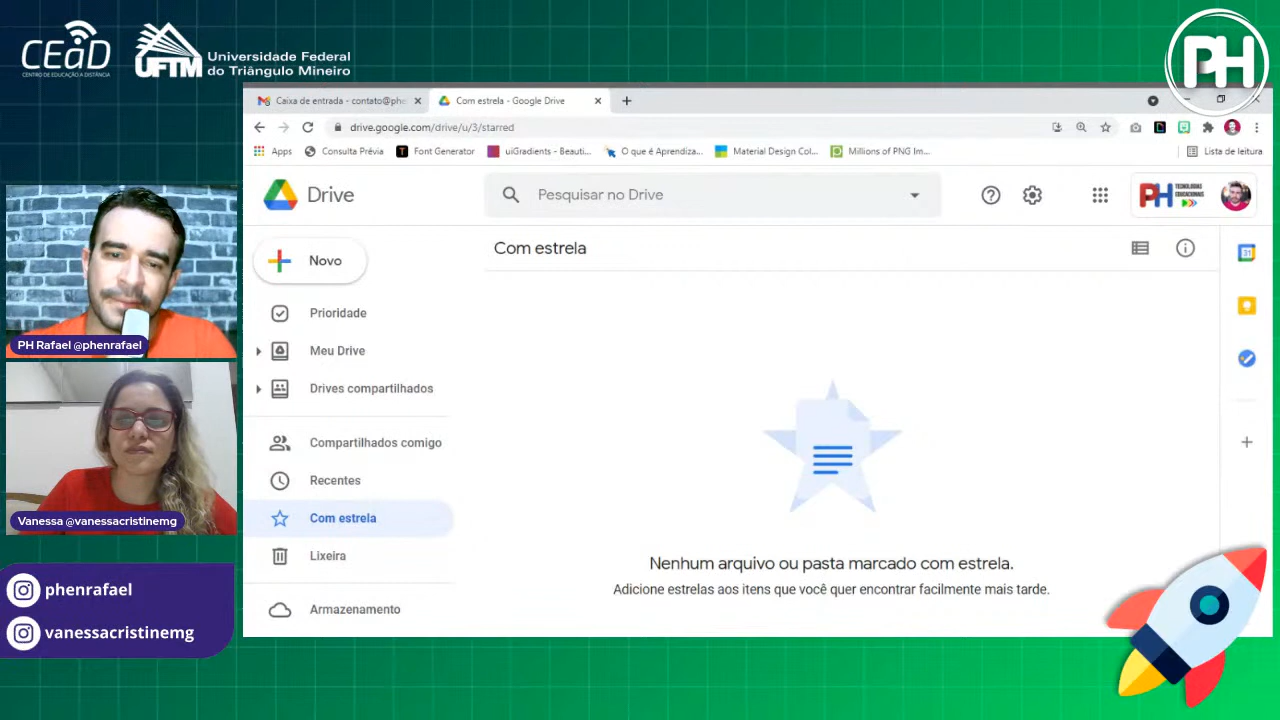 CEaD
CENTRO DE EDUCAÇÃO A DISTÂNCIA
UFTM
Universidade Federal
do Triângulo Mineiro
PH
Caixa de entrada - contato@phe
Com estrela - Google Drive
drive.google.com/drive/u/3/starred
Apps
Consulta Prévia
Font Generator
uiGradients - Beauti...
O que é Aprendiza...
Material Design Col...
Millions of PNG Im...
Lista de leitura
Drive
Pesquisar no Drive
PH TECNOLOGIAS
EDUCACIONAIS
Novo
Com estrela
Prioridade
Meu Drive
Drives compartilhados
Compartilhados comigo
Recentes
Com estrela
Lixeira
Armazenamento
31
Nenhum arquivo ou pasta marcado com estrela.
Adicione estrelas aos itens que você quer encontrar facilmente mais tarde.
PH Rafael @phenrafael
Vanessa @vanessacristinemg
phenrafael
vanessacristinemg